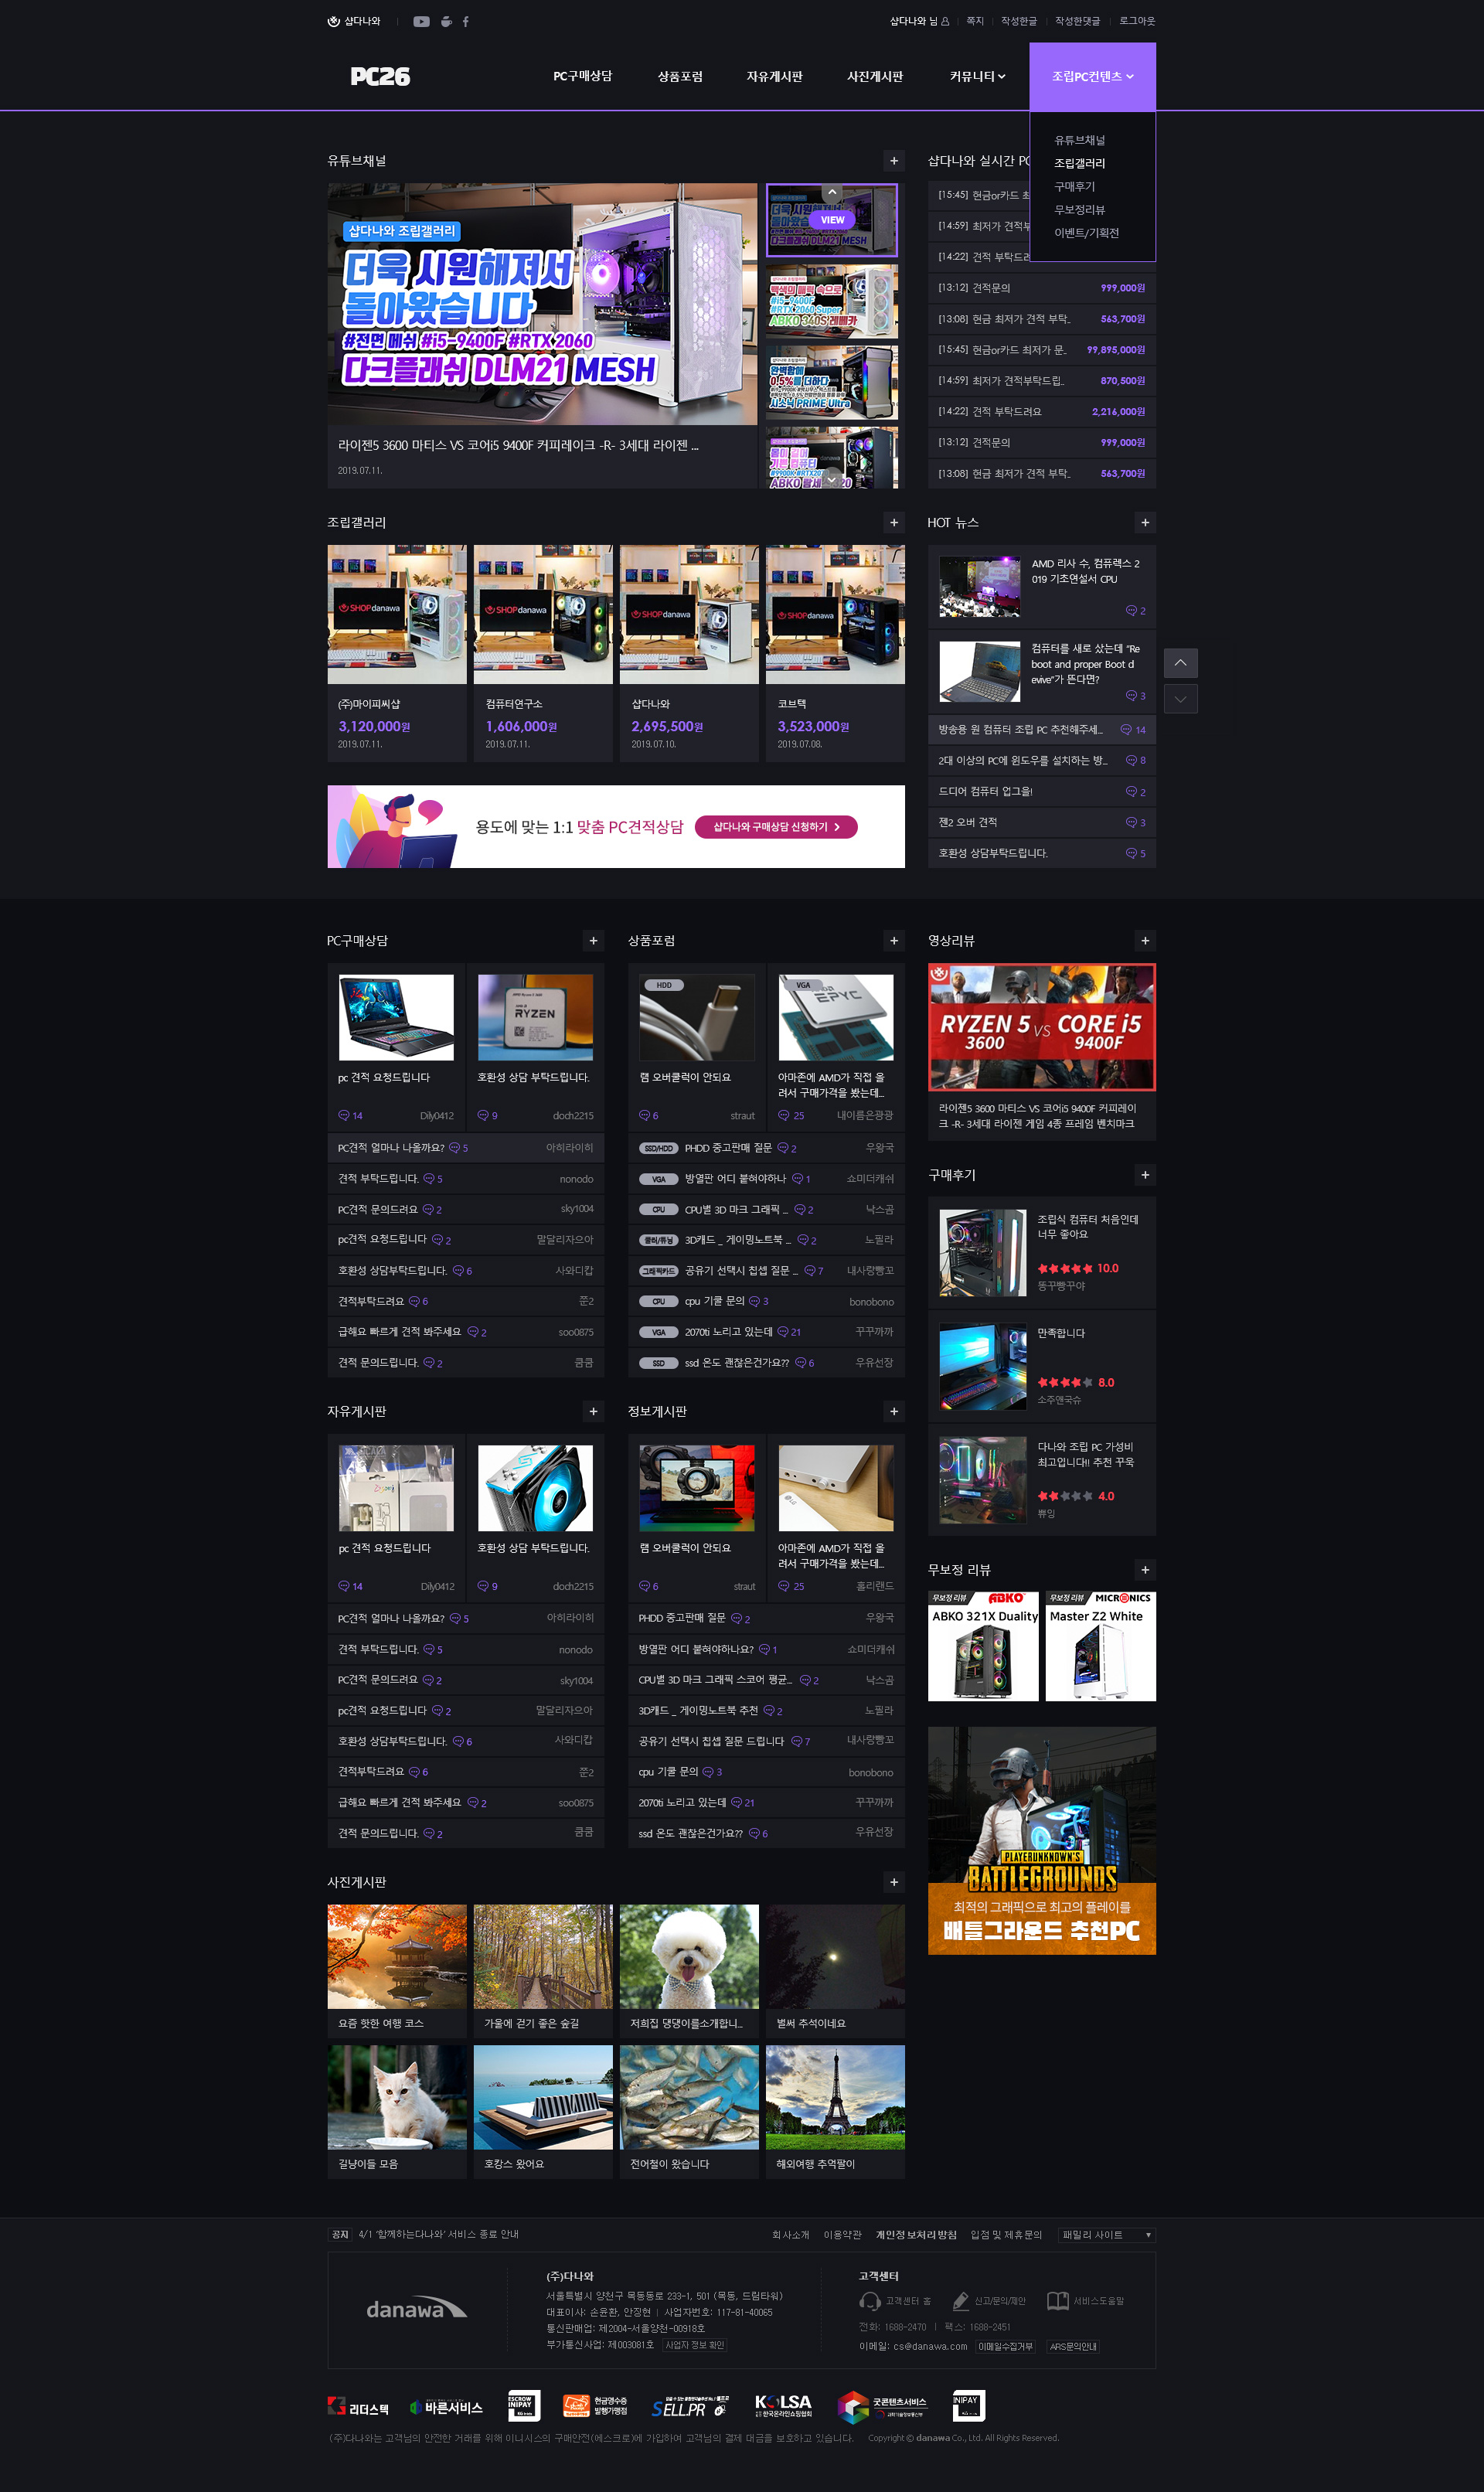 샵다나와
샵다나와 님
쪽지
작성한글
작성한댓글
로그아웃
PC26
PC구매상담
상품포럼
자유게시판
사진게시판
커뮤니티
조립PC컨텐츠
유튜브채널
조립갤러리
구매후기
무보정리뷰
이벤트/기획전
유튜브채널
샵다나와 조립갤러리
더욱 시원해져서
돌아왔습니다
#전면 메쉬 #i5-9400F #RTX 2060
다크플래쉬 DLM21 MESH
라이젠5 3600 마티스 VS 코어i5 9400F 커피레이크 -R- 3세대 라이젠 ...
2019.07.11.
VIEW
백색의 매력 속으로
#i5-9400F
#RTX 2060 Super
ABKO 340S 레베카
완벽함에
0.5%를 더하다
시소닉 PRIME Ultra
샵다나와 실시간 PC
[15:45] 현금or카드 최
[14:59] 최저가 견적부
[14:22] 견적 부탁드려
[13:12] 견적문의 999,000원
[13:08] 현금 최저가 견적 부탁.. 563,700원
[15:45] 현금or카드 최저가 문.. 99,895,000원
[14:59] 최저가 견적부탁드립.. 870,500원
[14:22] 견적 부탁드려요 2,216,000원
[13:12] 견적문의 999,000원
[13:08] 현금 최저가 견적 부탁.. 563,700원
조립갤러리
SHOPdanawa
SHOPdanawa
SHOPdanawa
SHOPdanawa
(주)마이피씨샵
3,120,000원
2019.07.11.
컴퓨터연구소
1,606,000원
2019.07.11.
샵다나와
2,695,500원
2019.07.10.
코브텍
3,523,000원
2019.07.08.
용도에 맞는 1:1 맞춤 PC견적상담
샵다나와 구매상담 신청하기
HOT 뉴스
AMD 리사 수, 컴퓨렉스 2
019 기조연설서 CPU
2
컴퓨터를 새로 샀는데 “Re
boot and proper Boot d
evive”가 뜬다면?
3
방송용 원 컴퓨터 조립 PC 추천해주세... 14
2대 이상의 PC에 윈도우를 설치하는 방... 8
드디어 컴퓨터 업그을! 2
젠2 오버 견적 3
호환성 상담부탁드립니다. 5
PC구매상담
RYZEN
pc 견적 요청드립니다
14 Dily0412
호환성 상담 부탁드립니다.
9 doch2215
PC견적 얼마나 나올까요? 5 아히라이히
견적 부탁드립니다. 5 nonodo
PC견적 문의드려요 2 sky1004
pc견적 요청드립니다 2 말달리자으아
호환성 상담부탁드립니다. 6 사와디캅
견적부탁드려요 6 쭌2
급해요 빠르게 견적 봐주세요 2 soo0875
견적 문의드립니다. 2 큼큼
상품포럼
HDD
VGA
EPYC
램 오버쿨럭이 안되요
6 straut
아마존에 AMD가 직접 올
려서 구매가격을 봤는데...
25 내이름은광광
SSD/HDD PHDD 중고판매 질문 2 우왕국
VGA 방열판 어디 붙혀야하나 1 쇼미더캐쉬
CPU CPU별 3D 마크 그래픽 ... 2 낙스곰
쿨러/튜닝 3D캐드 _ 게이밍노트북 ... 2 노필라
그래픽카드 공유기 선택시 칩셉 질문 ... 7 내사랑빵꼬
CPU cpu 기쿨 문의 3 bonobono
VGA 2070ti 노리고 있는데 21 꾸꾸까까
SSD ssd 온도 괜찮은건가요?? 6 우유선장
영상리뷰
RYZEN 5 3600 VS CORE i5 9400F
라이젠5 3600 마티스 VS 코어i5 9400F 커피레이
크 -R- 3세대 라이젠 게임 4종 프레임 벤치마크
구매후기
조립식 컴퓨터 처음인데
너무 좋아요
10.0
똥꾸빵꾸야
만족합니다
8.0
소주앤국슈
다나와 조립 PC 가성비
최고입니다!! 추천 꾸욱
4.0
뿌잉
자유게시판
pc 견적 요청드립니다
14 Dily0412
호환성 상담 부탁드립니다.
9 doch2215
PC견적 얼마나 나올까요? 5 아히라이히
견적 부탁드립니다. 5 nonodo
PC견적 문의드려요 2 sky1004
pc견적 요청드립니다 2 말달리자으아
호환성 상담부탁드립니다. 6 사와디캅
견적부탁드려요 6 쭌2
급해요 빠르게 견적 봐주세요 2 soo0875
견적 문의드립니다. 2 큼큼
정보게시판
램 오버쿨럭이 안되요
6 straut
아마존에 AMD가 직접 올
려서 구매가격을 봤는데...
25 홀리랜드
PHDD 중고판매 질문 2 우왕국
방열판 어디 붙혀야하나요? 1 쇼미더캐쉬
CPU별 3D 마크 그래픽 스코어 평균... 2 낙스곰
3D캐드 _ 게이밍노트북 추천 2 노필라
공유기 선택시 칩셉 질문 드립니다 7 내사랑빵꼬
cpu 기쿨 문의 3 bonobono
2070ti 노리고 있는데 21 꾸꾸까까
ssd 온도 괜찮은건가요?? 6 우유선장
무보정 리뷰
무보정 리뷰 ABKO
ABKO 321X Duality
무보정 리뷰 MICRONICS
Master Z2 White
PLAYERUNKNOWN'S
BATTLEGROUNDS
최적의 그래픽으로 최고의 플레이를
배틀그라운드 추천PC
사진게시판
요즘 핫한 여행 코스
가을에 걷기 좋은 숲길
저희집 댕댕이를소개합니...
벌써 추석이네요
길냥이들 모음
호캉스 왔어요
전어철이 왔습니다
해외여행 추억팔이
공지 4/1 ‘함께하는다나와’ 서비스 종료 안내
회사소개
이용약관
개인정보처리방침
입점 및 제휴문의
패밀리 사이트
danawa
(주)다나와
서울특별시 양천구 목동동로 233-1, 501 (목동, 드림타워)
대표이사: 손윤환, 안징현 | 사업자번호: 117-81-40065
통신판매업: 제2004-서울양천-00918호
부가통신사업: 제003081호 사업자 정보 확인
고객센터
고객센터 홈
신고/문의/제안
서비스도움말
전화: 1688-2470 | 팩스: 1688-2451
이메일: cs@danawa.com 이메일수집거부 ARS문의안내
리더스텍
바른서비스
ESCROW INIPAY
현금영수증
발행가맹점
SELLPR
KOLSA
한국온라인쇼핑협회
굿콘텐츠서비스
INIPAY
(주)다나와는 고객님의 안전한 거래를 위해 이니시스의 구매안전(에스크로)에 가입하여 고객님의 결제 대금을 보호하고 있습니다.
Copyright © danawa Co., Ltd. All Rights Reserved.